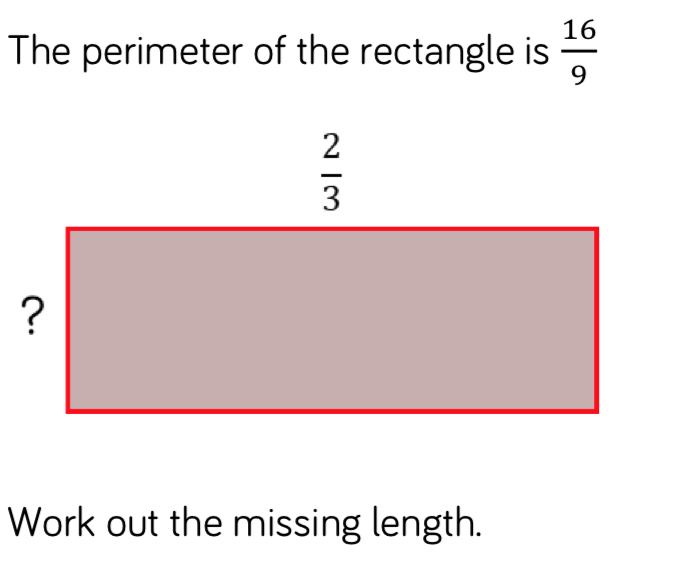 The perimeter of the rectangle is 16/9
2/3
?
Work out the missing length.